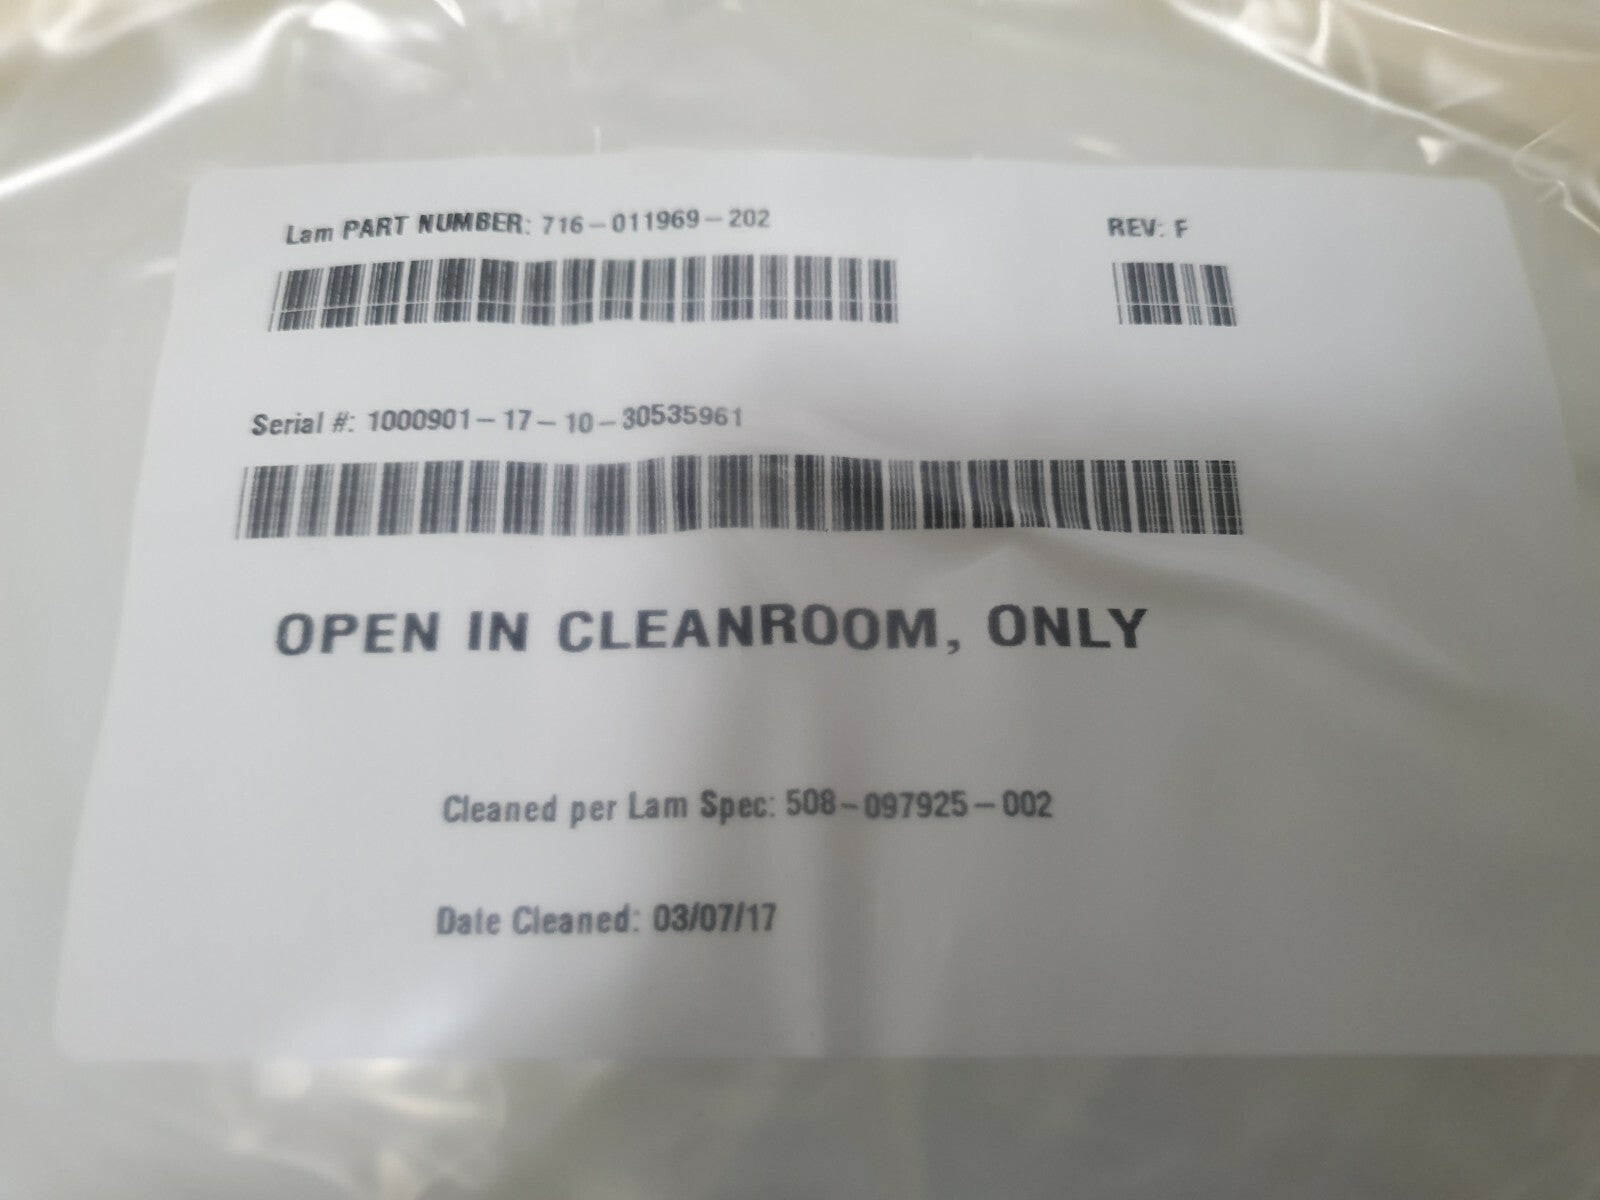 Lam PART NUMBER: 716-011969-202
REV: F
Serial #: 1000901-17-10-30535961
OPEN IN CLEANROOM, ONLY
Cleaned per Lam Spec: 508-097925-002
Date Cleaned: 03/07/17